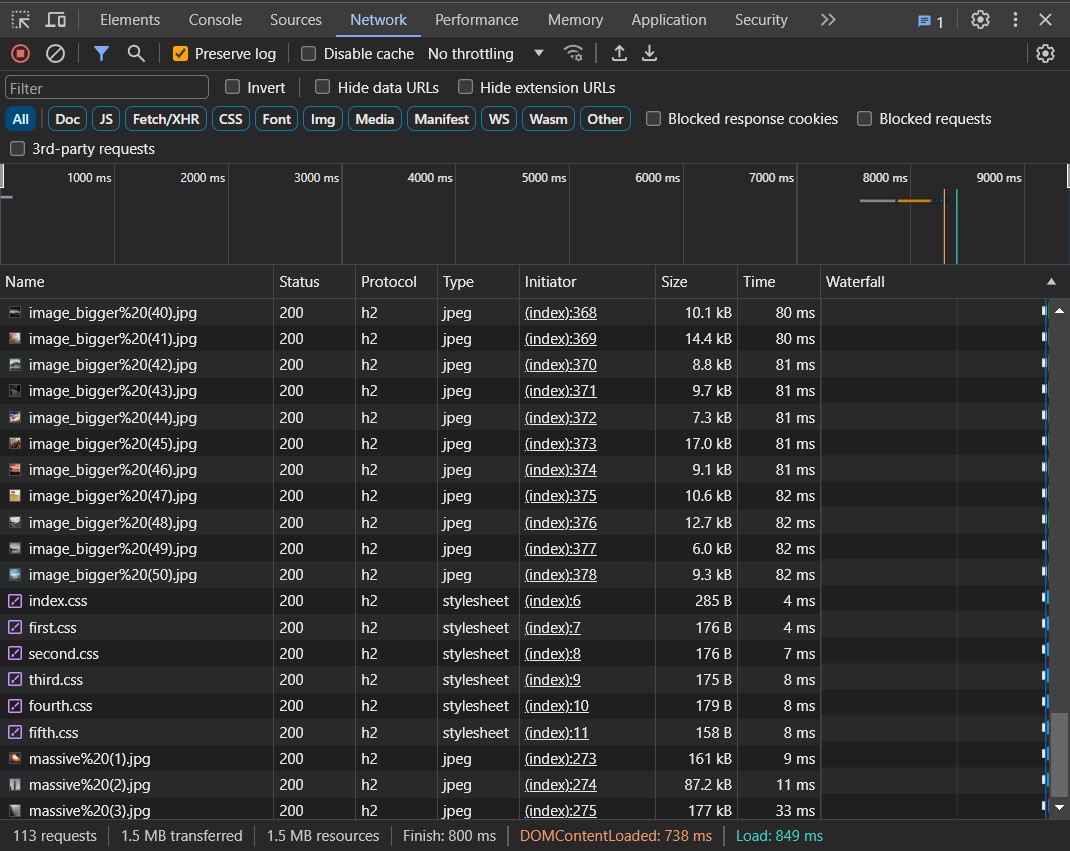 Elements Console Sources Network Performance Memory Application Security 1
Preserve log Disable cache No throttling
Filter Invert Hide data URLs Hide extension URLs
All Doc JS Fetch/XHR CSS Font Img Media Manifest WS Wasm Other Blocked response cookies Blocked requests
3rd-party requests
1000 ms 2000 ms 3000 ms 4000 ms 5000 ms 6000 ms 7000 ms 8000 ms 9000 ms
Name Status Protocol Type Initiator Size Time Waterfall
image_bigger%20(40).jpg 200 h2 jpeg (index):368 10.1 kB 80 ms
image_bigger%20(41).jpg 200 h2 jpeg (index):369 14.4 kB 80 ms
image_bigger%20(42).jpg 200 h2 jpeg (index):370 8.8 kB 81 ms
image_bigger%20(43).jpg 200 h2 jpeg (index):371 9.7 kB 81 ms
image_bigger%20(44).jpg 200 h2 jpeg (index):372 7.3 kB 81 ms
image_bigger%20(45).jpg 200 h2 jpeg (index):373 17.0 kB 81 ms
image_bigger%20(46).jpg 200 h2 jpeg (index):374 9.1 kB 81 ms
image_bigger%20(47).jpg 200 h2 jpeg (index):375 10.6 kB 82 ms
image_bigger%20(48).jpg 200 h2 jpeg (index):376 12.7 kB 82 ms
image_bigger%20(49).jpg 200 h2 jpeg (index):377 6.0 kB 82 ms
image_bigger%20(50).jpg 200 h2 jpeg (index):378 9.3 kB 82 ms
index.css 200 h2 stylesheet (index):6 285 B 4 ms
first.css 200 h2 stylesheet (index):7 176 B 4 ms
second.css 200 h2 stylesheet (index):8 176 B 7 ms
third.css 200 h2 stylesheet (index):9 175 B 8 ms
fourth.css 200 h2 stylesheet (index):10 179 B 8 ms
fifth.css 200 h2 stylesheet (index):11 158 B 8 ms
massive%20(1).jpg 200 h2 jpeg (index):273 161 kB 9 ms
massive%20(2).jpg 200 h2 jpeg (index):274 87.2 kB 11 ms
massive%20(3).jpg 200 h2 jpeg (index):275 177 kB 33 ms
113 requests 1.5 MB transferred 1.5 MB resources Finish: 800 ms DOMContentLoaded: 738 ms Load: 849 ms